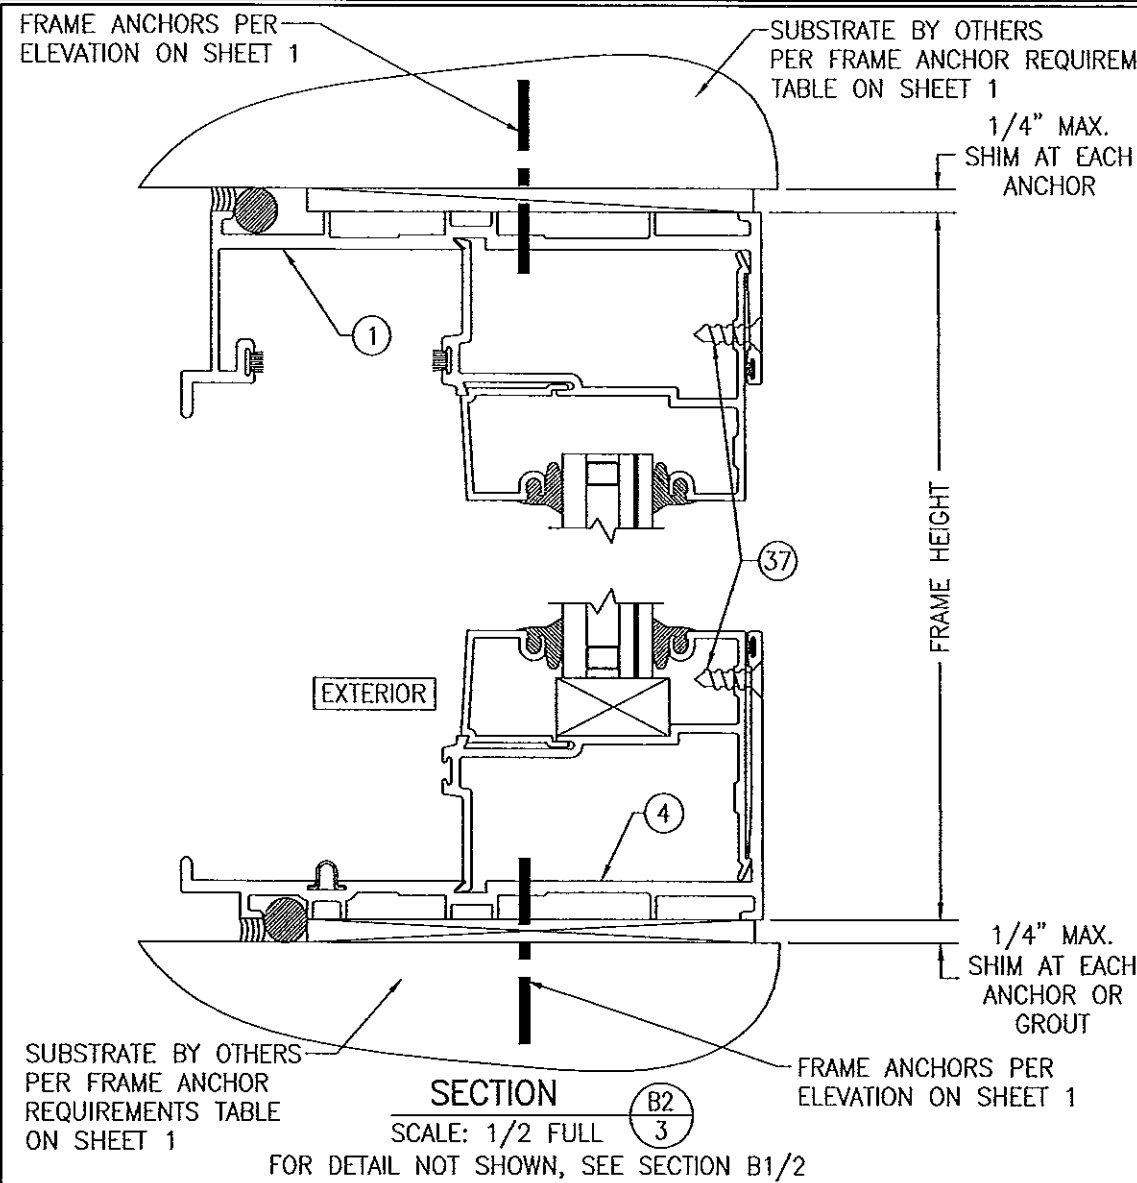 FRAME ANCHORS PER
ELEVATION ON SHEET 1
SUBSTRATE BY OTHERS
PER FRAME ANCHOR REQUIREM
TABLE ON SHEET 1
1/4" MAX.
SHIM AT EACH
ANCHOR
1
37
FRAME HEIGHT
EXTERIOR
4
1/4" MAX.
SHIM AT EACH
ANCHOR OR
GROUT
SUBSTRATE BY OTHERS
PER FRAME ANCHOR
REQUIREMENTS TABLE
ON SHEET 1
FRAME ANCHORS PER
ELEVATION ON SHEET 1
SECTION
B2
3
SCALE: 1/2 FULL
FOR DETAIL NOT SHOWN, SEE SECTION B1/2